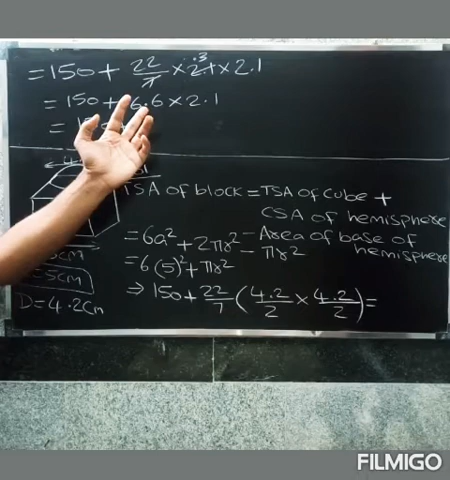 = 150 + 22/7 × 2.1 × 2.1 .3
= 150 + 6.6 × 2.1
=
TSA of block = TSA of cube +
CSA of hemisphere
– Area of base of
hemisphere
= 6a² + 2πr² – πr²
= 6(5)² + πr²
=5cm
⇒ 150 + 22/7 (4.2/2 × 4.2/2) =
D = 4.2cm
FILMIGO